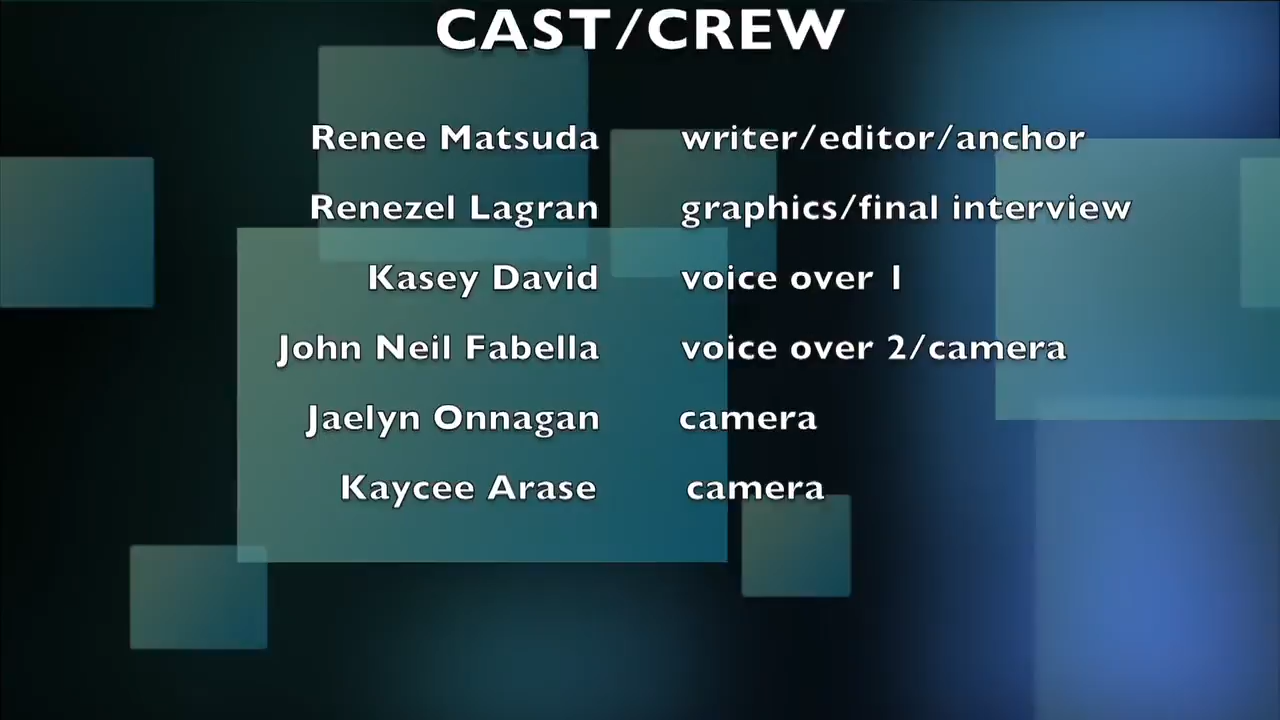 CAST/CREW
Renee Matsuda writer/editor/anchor
Renezel Lagran graphics/final interview
Kasey David voice over 1
John Neil Fabella voice over 2/camera
Jaelyn Onnagan camera
Kaycee Arase camera